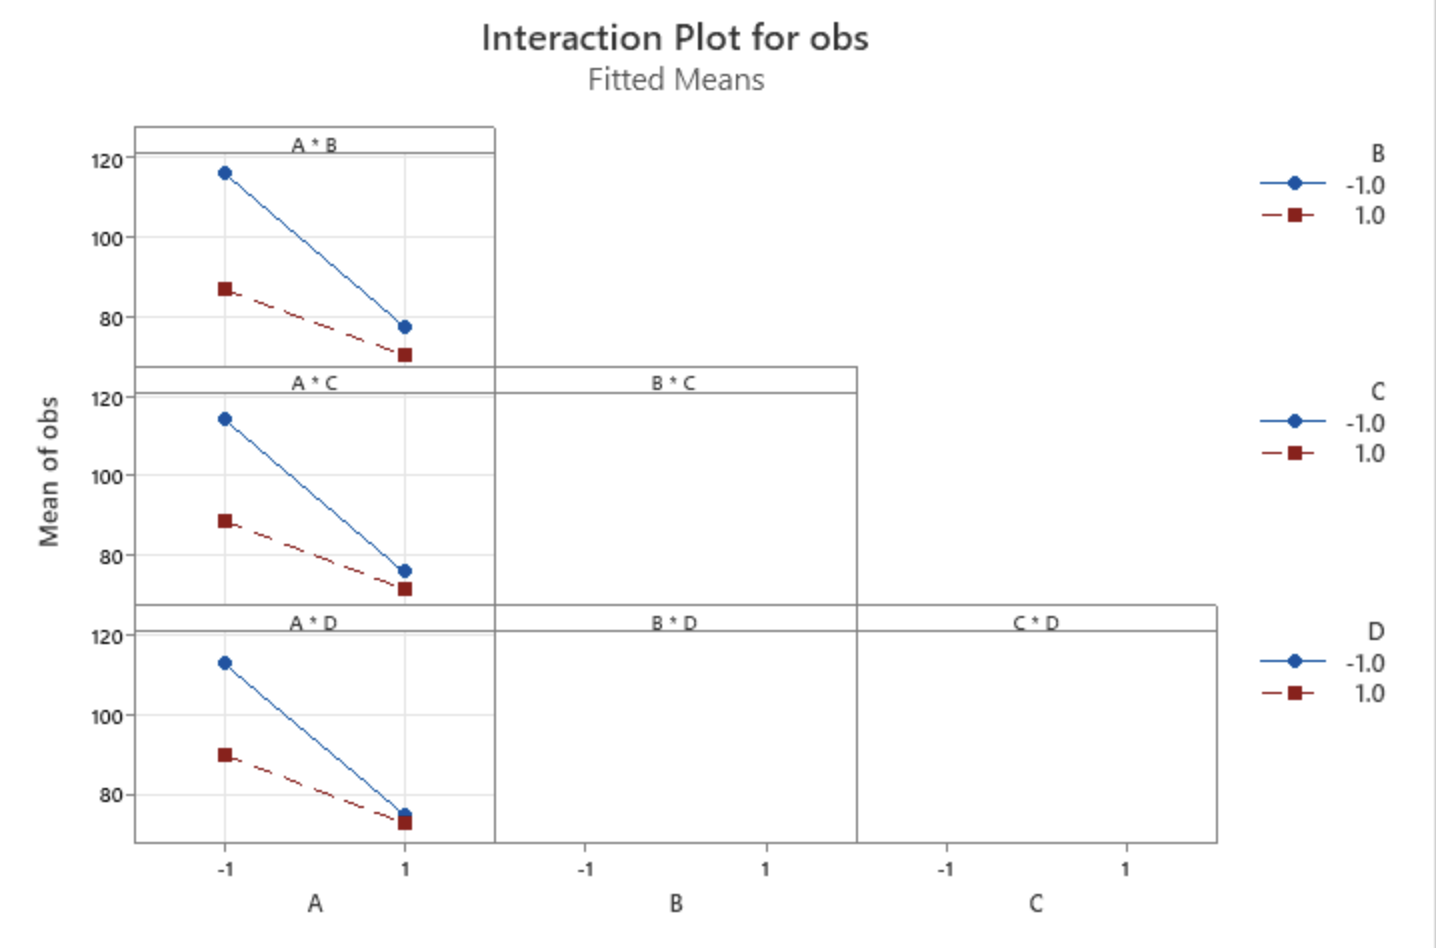 Interaction Plot for obs
Fitted Means
A * B
120
100
80
B
-1.0
1.0
A * C
B * C
120
100
80
C
-1.0
1.0
Mean of obs
A * D
B * D
C * D
120
100
80
D
-1.0
1.0
-1 1 -1 1 -1 1
A B C